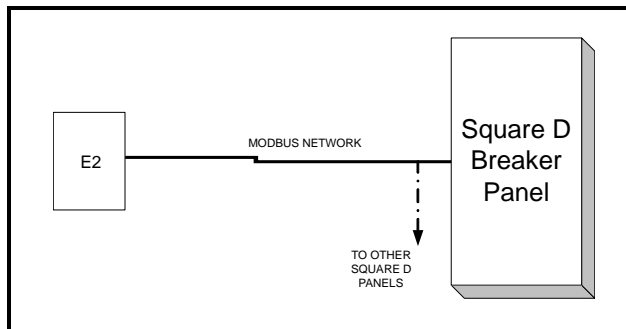 E2
MODBUS NETWORK
Square D
Breaker
Panel
TO OTHER
SQUARE D
PANELS